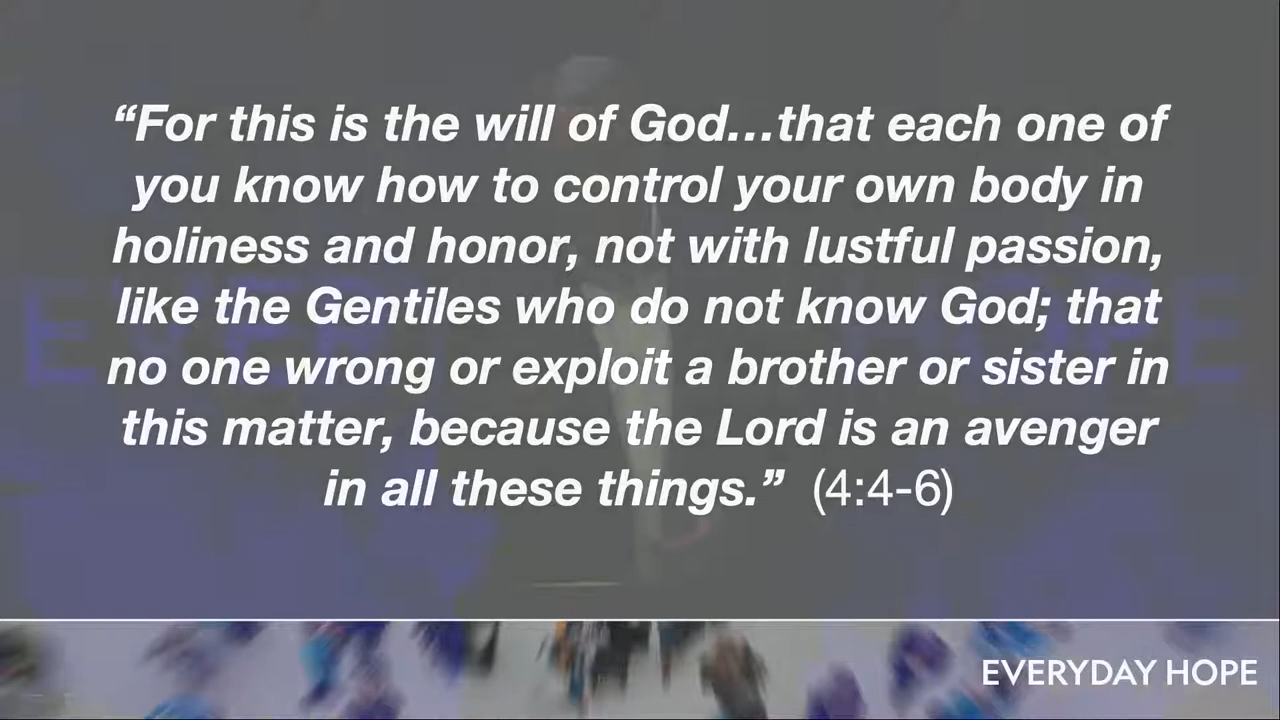 “For this is the will of God...that each one of
you know how to control your own body in
holiness and honor, not with lustful passion,
like the Gentiles who do not know God; that
no one wrong or exploit a brother or sister in
this matter, because the Lord is an avenger
in all these things.” (4:4-6)
EVERYDAY HOPE